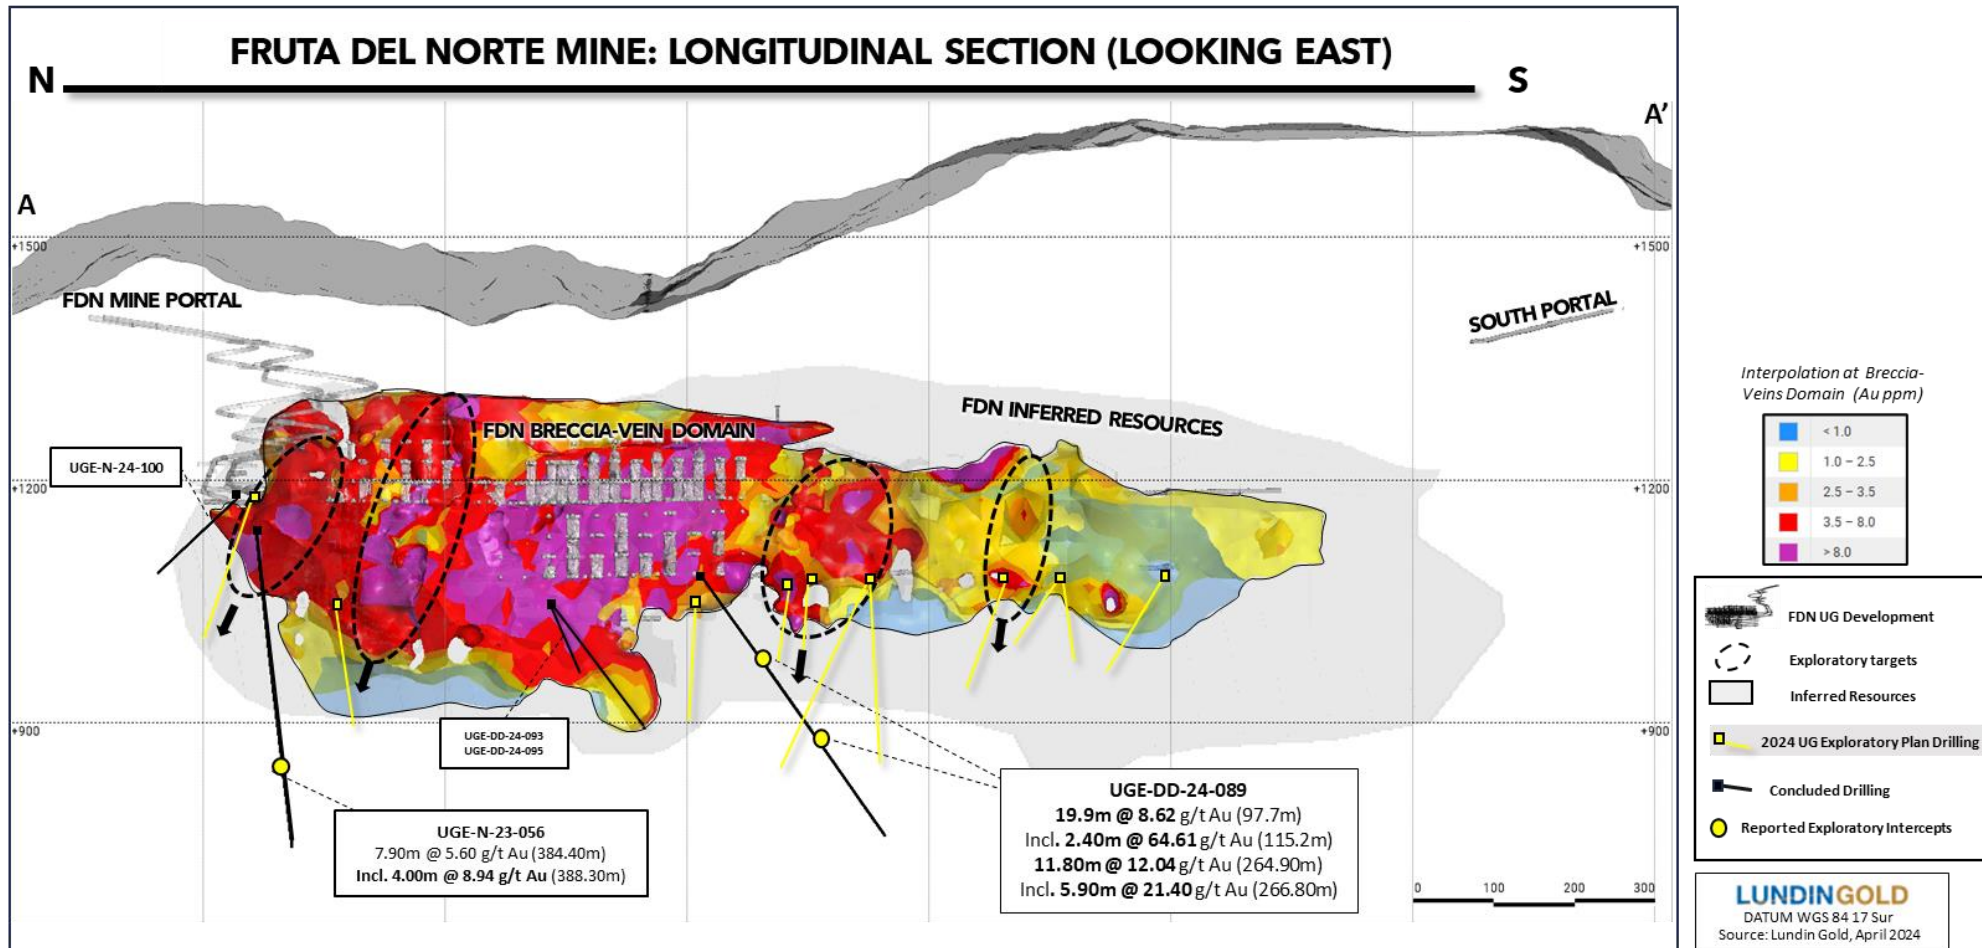 FRUTA DEL NORTE MINE: LONGITUDINAL SECTION (LOOKING EAST)
N
S
A
A'
+1500
+1500
FDN MINE PORTAL
SOUTH PORTAL
FDN INFERRED RESOURCES
FDN BRECCIA-VEIN DOMAIN
UGE-N-24-100
+1200
+1200
+900
+900
UGE-DD-24-093
UGE-DD-24-095
UGE-N-23-056
7.90m @ 5.60 g/t Au (384.40m)
Incl. 4.00m @ 8.94 g/t Au (388.30m)
UGE-DD-24-089
19.9m @ 8.62 g/t Au (97.7m)
Incl. 2.40m @ 64.61 g/t Au (115.2m)
11.80m @ 12.04 g/t Au (264.90m)
Incl. 5.90m @ 21.40 g/t Au (266.80m)
0 100 200 300
Interpolation at Breccia-
Veins Domain (Au ppm)
< 1.0
1.0 – 2.5
2.5 – 3.5
3.5 – 8.0
> 8.0
FDN UG Development
Exploratory targets
Inferred Resources
2024 UG Exploratory Plan Drilling
Concluded Drilling
Reported Exploratory Intercepts
LUNDINGOLD
DATUM WGS 84 17 Sur
Source: Lundin Gold, April 2024